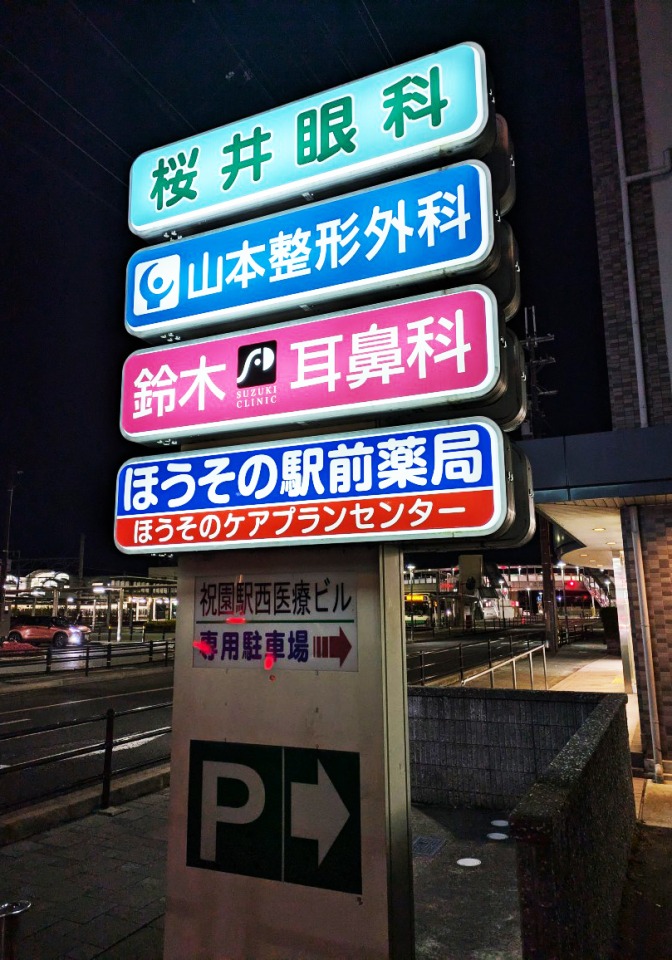 桜井眼科
山本整形外科
鈴木 耳鼻科
SUZUKI
CLINIC
ほうその駅前薬局
ほうそのケアプランセンター
祝園駅西医療ビル
専用駐車場
P